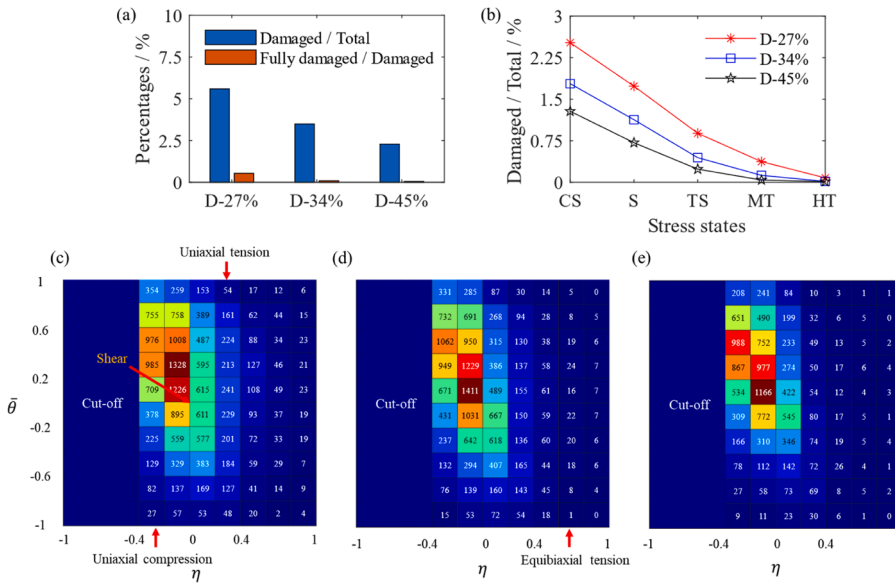 (a)
10
7.5
5
2.5
0
Percentages / %
Damaged / Total
Fully damaged / Damaged
D-27%
D-34%
D-45%
(b)
3
2.25
1.5
0.75
0
Damaged / Total / %
D-27%
D-34%
D-45%
CS
S
TS
MT
HT
Stress states
(c)
Uniaxial tension
(d)
(e)
1
0.6
0.2
-0.2
-0.6
-1
θ̄
Cut-off
Shear
354 259 153 54 17 12 6
755 758 389 161 62 44 15
976 1008 487 224 88 34 23
985 1328 595 213 127 46 21
709 1226 615 241 108 49 23
378 895 611 229 93 37 19
225 559 577 201 72 33 19
129 329 383 184 59 29 7
82 137 169 127 41 14 9
27 57 53 48 20 2 4
Cut-off
331 285 87 30 14 5 0
732 691 268 94 28 8 5
1062 950 315 130 38 19 6
949 1229 386 137 58 24 7
671 1411 489 155 61 16 7
431 1031 667 150 59 22 7
237 642 618 136 60 20 6
132 294 407 165 44 18 6
76 139 160 143 45 8 4
15 53 72 54 18 1 0
Cut-off
208 241 84 10 3 1 1
651 490 199 32 6 5 0
988 752 233 49 13 5 4
867 977 274 50 17 6 4
534 1166 422 54 12 4 3
309 772 545 80 17 5 1
166 310 346 74 19 5 4
78 112 142 72 26 4 1
27 58 73 69 8 5 2
9 11 23 30 6 1 0
-1 -0.4 0 0.4 1
-1 -0.4 0 0.4 1
-1 -0.4 0 0.4
Uniaxial compression
η
η
Equibiaxial tension
η